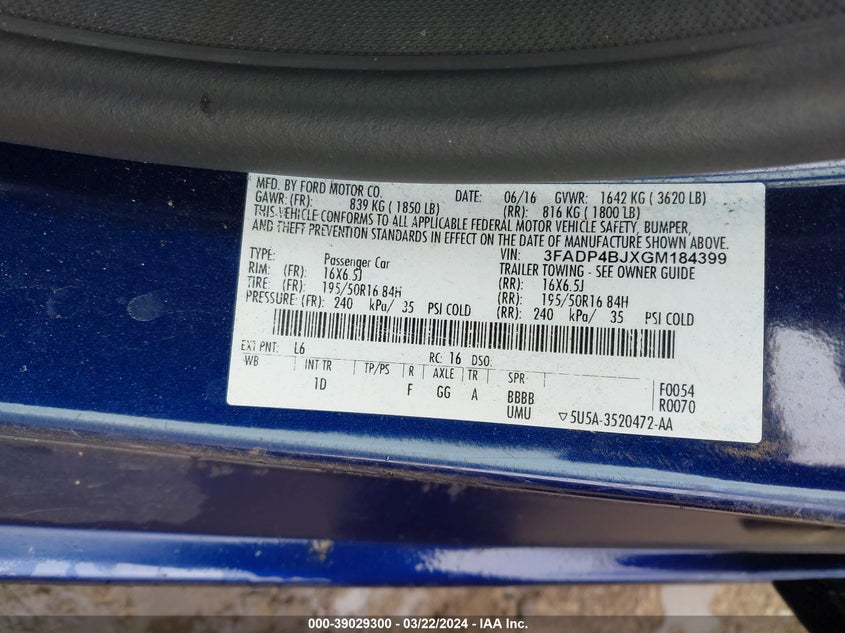 MFD. BY FORD MOTOR CO. DATE: 06/16 GVWR: 1642 KG ( 3620 LB)
GAWR: (FR): 839 KG ( 1850 LB) (RR): 816 KG ( 1800 LB)
THIS VEHICLE CONFORMS TO ALL APPLICABLE FEDERAL MOTOR VEHICLE SAFETY, BUMPER,
AND THEFT PREVENTION STANDARDS IN EFFECT ON THE DATE OF MANUFACTURE SHOWN ABOVE.
VIN: 3FADP4BJXGM184399
TYPE: Passenger Car TRAILER TOWING - SEE OWNER GUIDE
RIM: (FR): 16X6.5J (RR): 16X6.5J
TIRE: (FR): 195/50R16 84H (RR): 195/50R16 84H
PRESSURE: (FR): 240 kPa/ 35 PSI COLD (RR): 240 kPa/ 35 PSI COLD
EXT PNT: L6 RC: 16 DSO:
WB INT TR TP/PS R AXLE TR SPR
1D F GG A BBBB F0054
UMU ▽5U5A-3520472-AA R0070
000-39029300 - 03/22/2024 - IAA Inc.